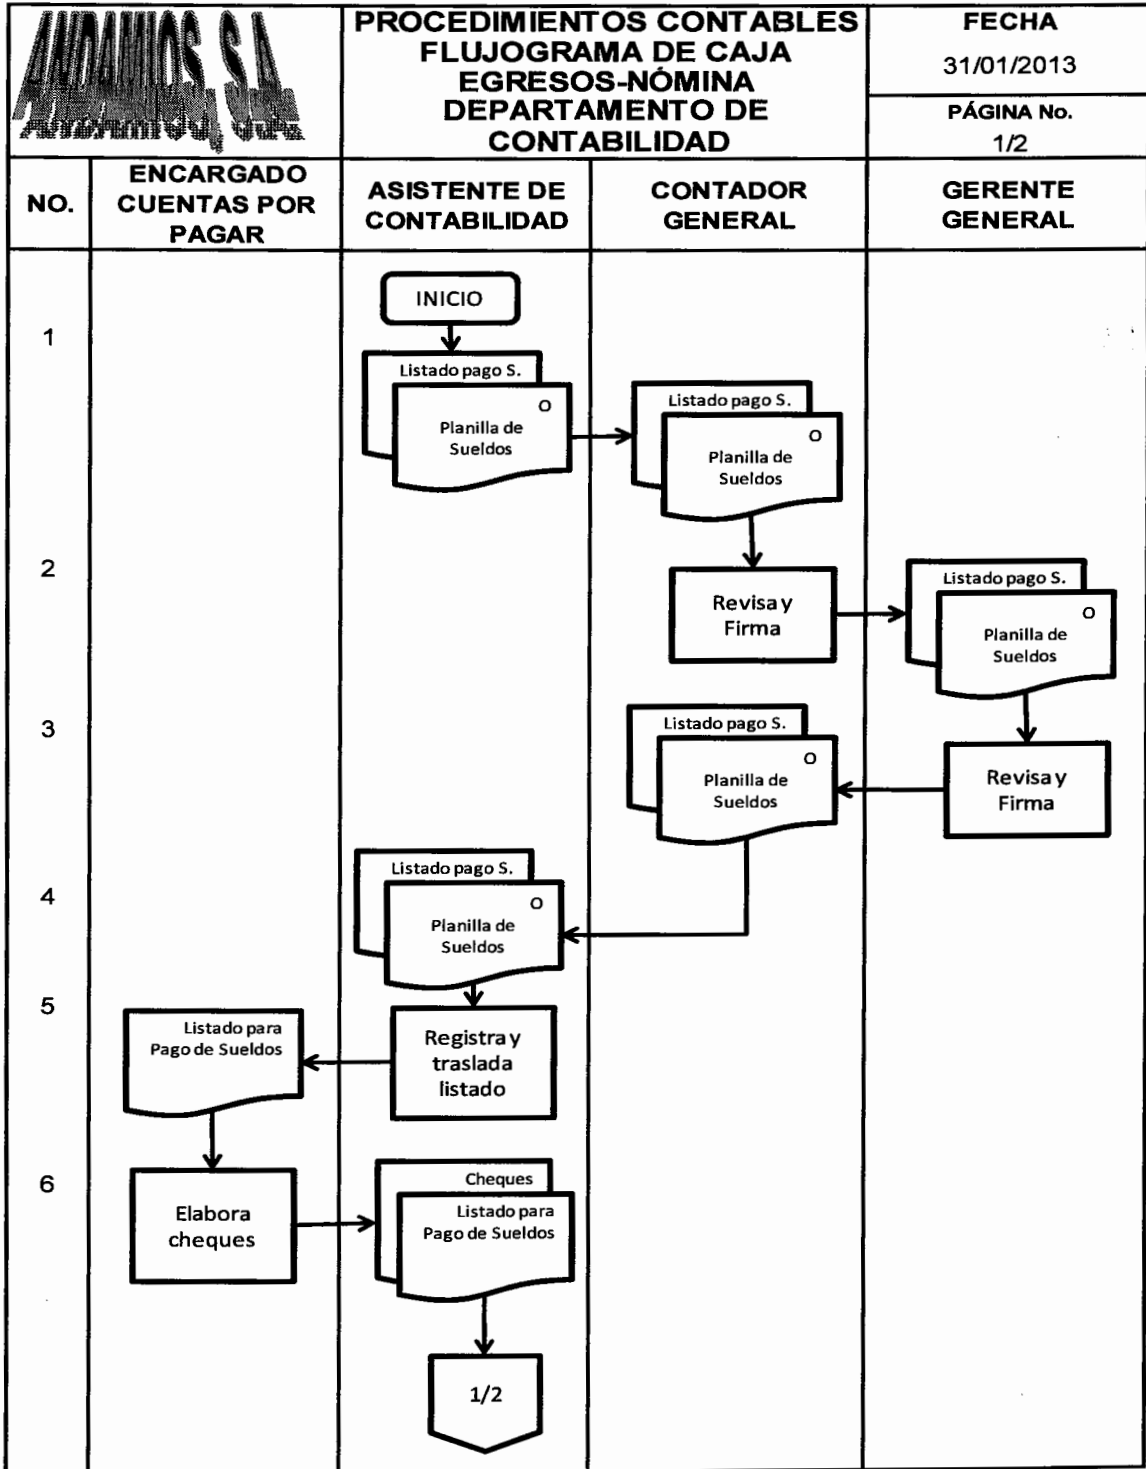 ANDAMIOS, S.A.
PROCEDIMIENTOS CONTABLES
FLUJOGRAMA DE CAJA
EGRESOS-NÓMINA
DEPARTAMENTO DE
CONTABILIDAD
FECHA
31/01/2013
PÁGINA No.
1/2
NO.
ENCARGADO
CUENTAS POR
PAGAR
ASISTENTE DE
CONTABILIDAD
CONTADOR
GENERAL
GERENTE
GENERAL
INICIO
1
Listado pago S.
O
Planilla de
Sueldos
Listado pago S.
O
Planilla de
Sueldos
2
Revisa y
Firma
Listado pago S.
O
Planilla de
Sueldos
3
Listado pago S.
O
Planilla de
Sueldos
Revisa y
Firma
4
Listado pago S.
O
Planilla de
Sueldos
5
Listado para
Pago de Sueldos
Registra y
traslada
listado
6
Elabora
cheques
Cheques
Listado para
Pago de Sueldos
1/2